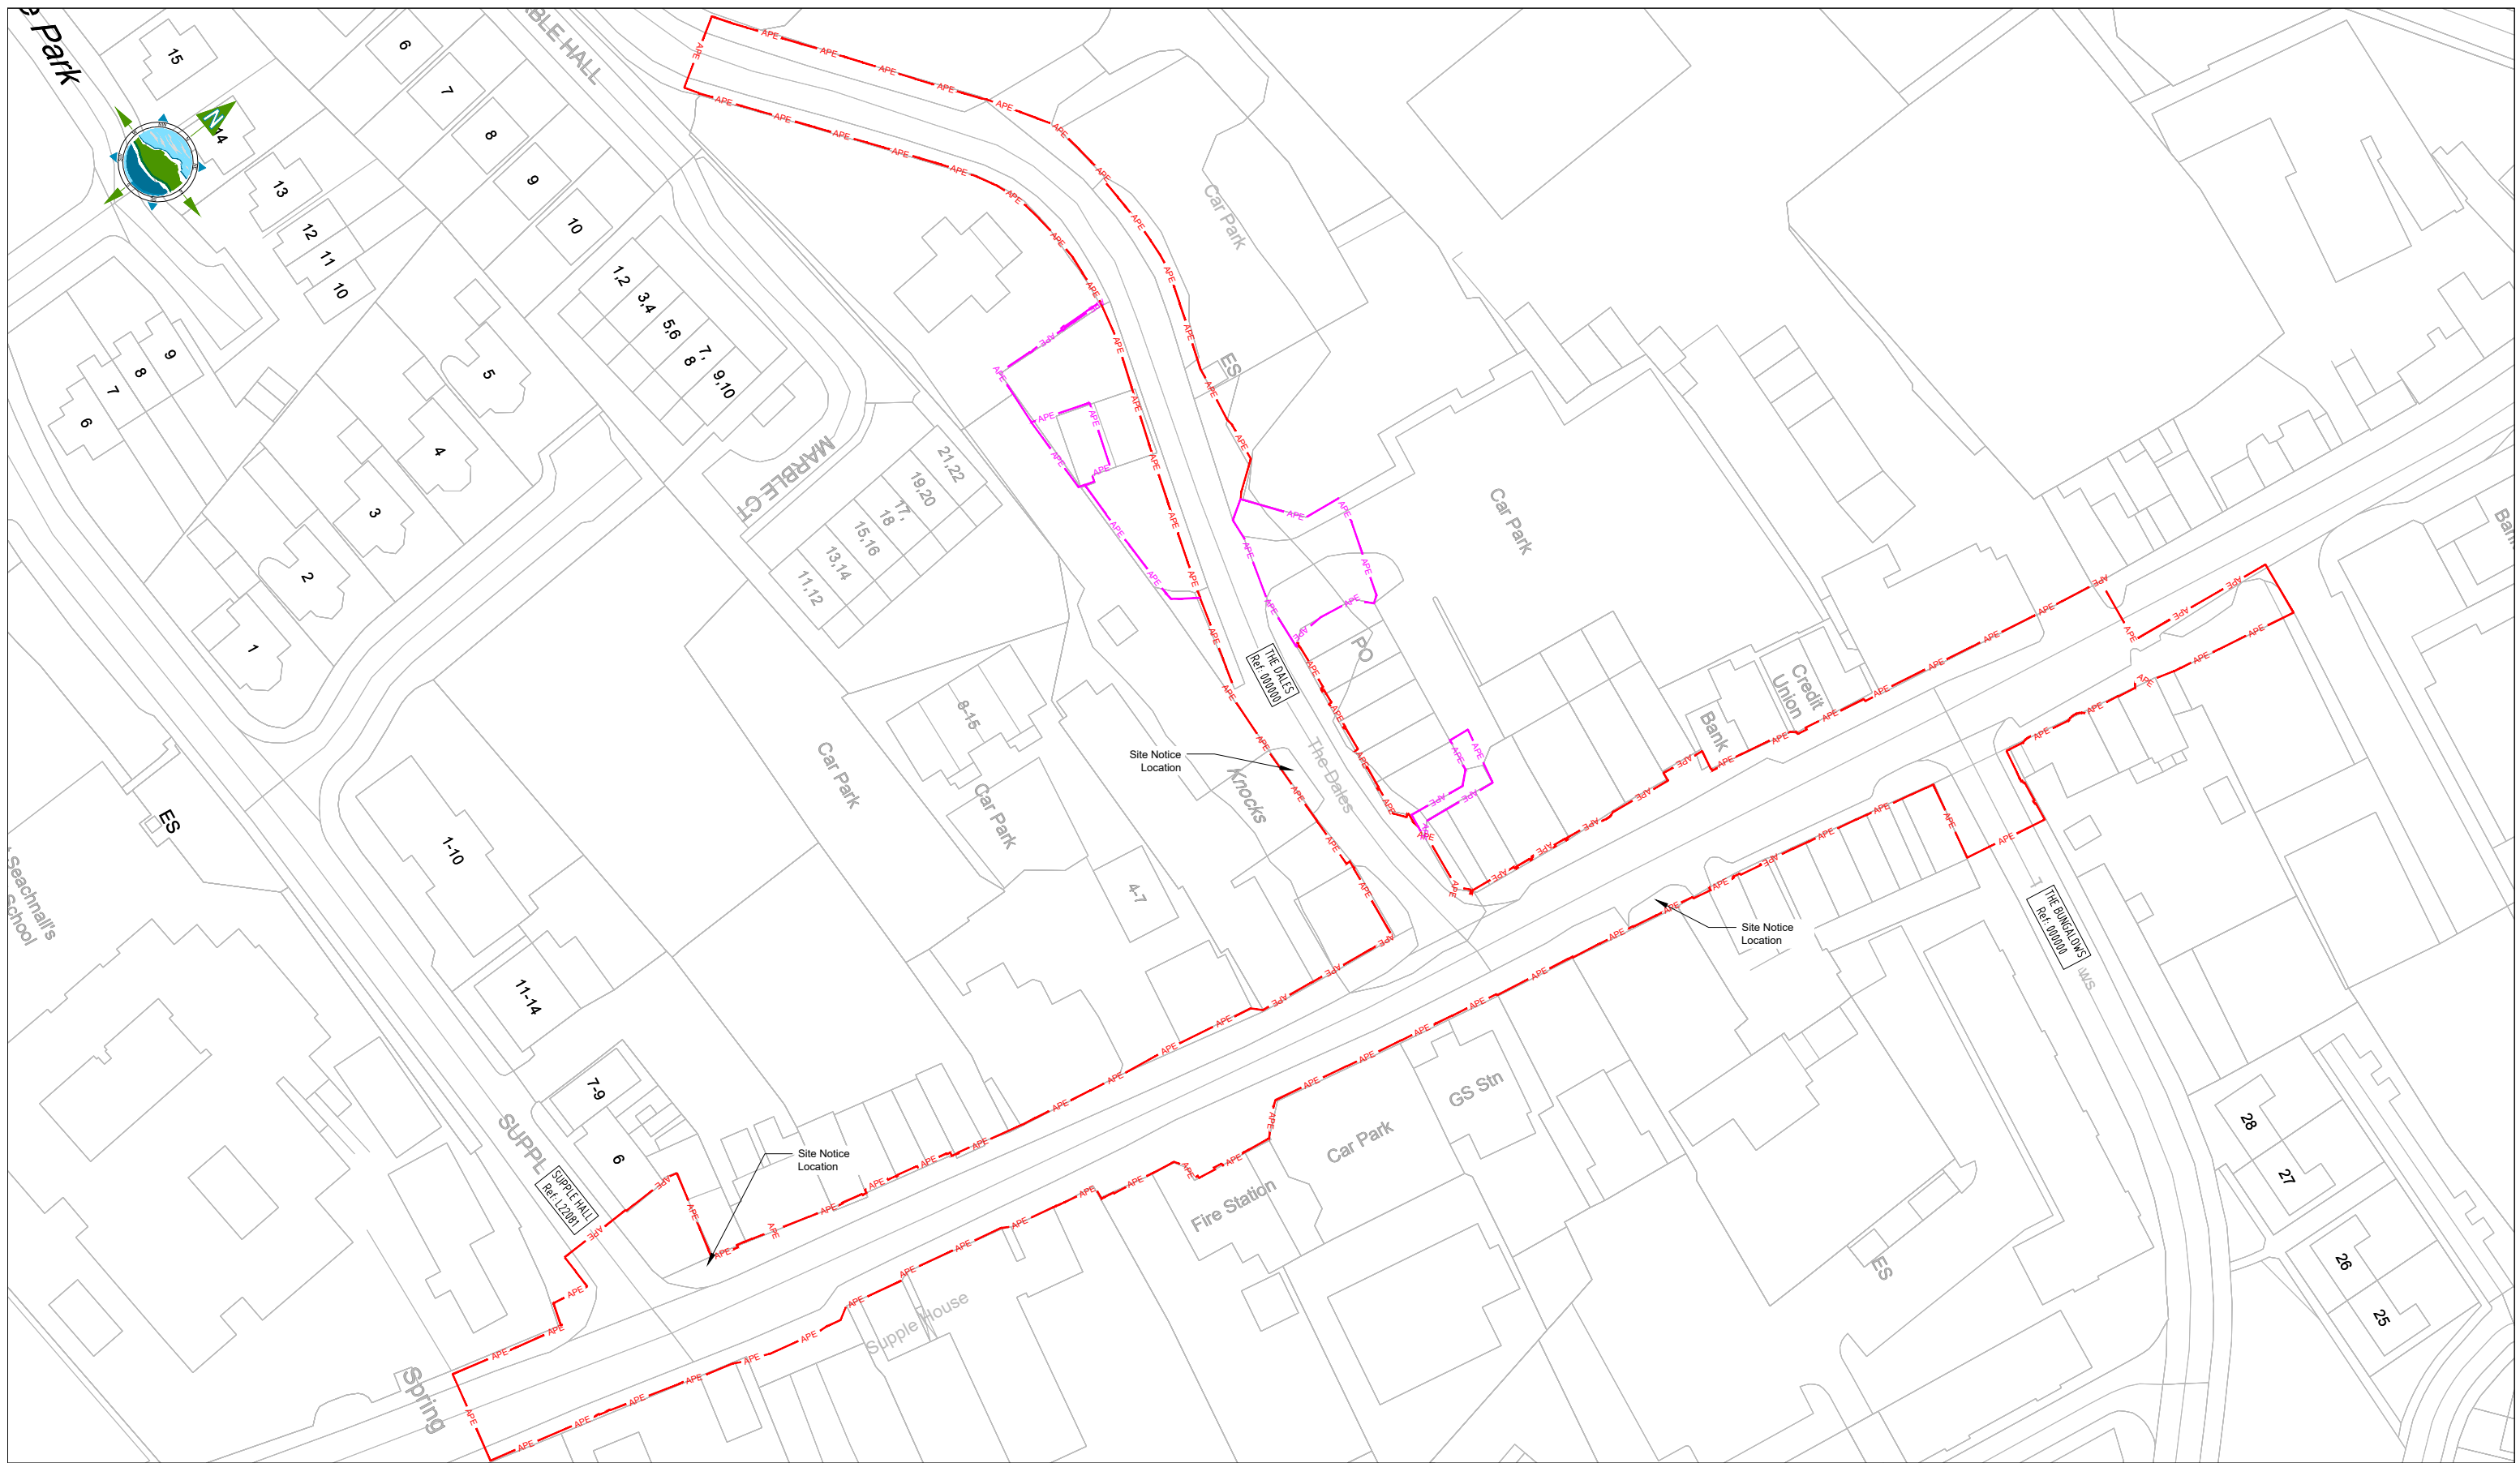 e Park
15
14
N
13
12
11
10
6
7
8
9
10
BLE HALL
1,2
3,4
5,6
7,
8
9,10
MARBLE CT
21,22
19,20
17,
18
15,16
13,14
11,12
9
8
7
6
5
4
3
2
1
Car Park
ES
Car Park
PO
THE DALES
Ref: 000000
The Dales
Knocks
Site Notice
Location
Bank
Credit
Union
Ban
ES
t Seachnall's
School
1-10
11-14
7-9
6
SUPPL
SUPPLE HALL
Ref: L22081
Car Park
8-15
Car Park
4-7
Site Notice
Location
Site Notice
Location
THE BUNGALOWS
Ref: 000000
ws
GS Stn
Car Park
Fire Station
Supple House
Spring
ES
28
27
26
25
APE